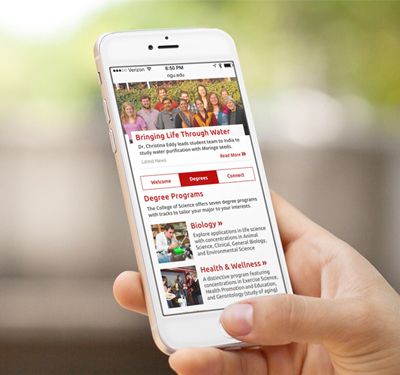 Verizon 6:50 PM
ngu.edu
Bringing Life Through Water
Dr. Christina Eddy leads student team to India to
study water purification with Moringa seeds.
Latest News Read More »
Welcome Degrees Connect
Degree Programs
The College of Science offers seven degree programs
with tracks to tailor your major to your interests.
Biology »
Explore applications in life science
with concentrations in Animal
Science, Clinical, General Biology,
and Environmental Science
Health & Wellness »
A distinctive program featuring
concentrations in Exercise Science,
Health Promotion and Education,
and Gerontology (study of aging)